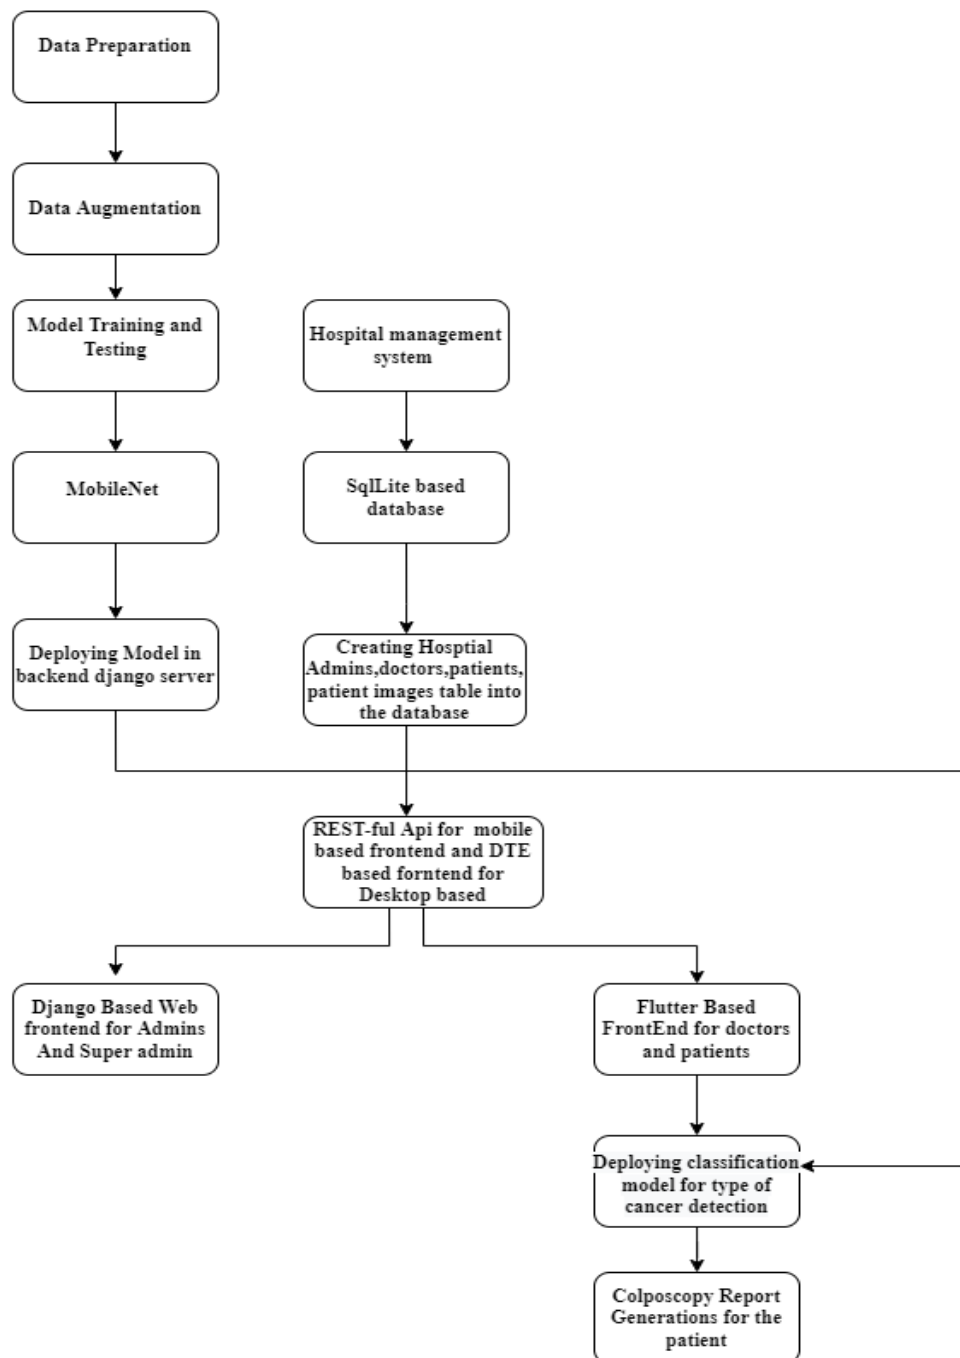 Data Preparation
Data Augmentation
Model Training and
Testing
Hospital management
system
MobileNet
SqlLite based
database
Deploying Model in
backend django server
Creating Hosptial
Admins,doctors,patients,
patient images table into
the database
REST-ful Api for mobile
based frontend and DTE
based forntend for
Desktop based
Django Based Web
frontend for Admins
And Super admin
Flutter Based
FrontEnd for doctors
and patients
Deploying classification
model for type of
cancer detection
Colposcopy Report
Generations for the
patient